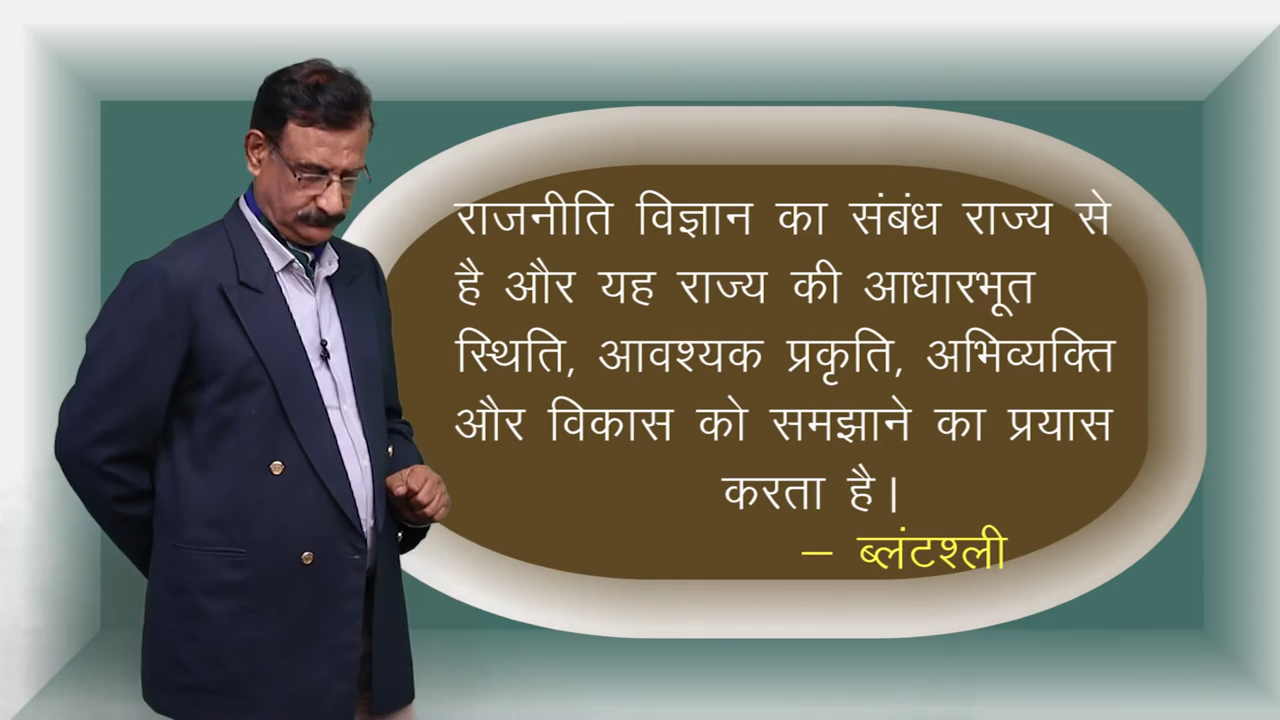 राजनीति विज्ञान का संबंध राज्य से
है और यह राज्य की आधारभूत
स्थिति, आवश्यक प्रकृति, अभिव्यक्ति
और विकास को समझाने का प्रयास
करता है।
– ब्लंटश्ली